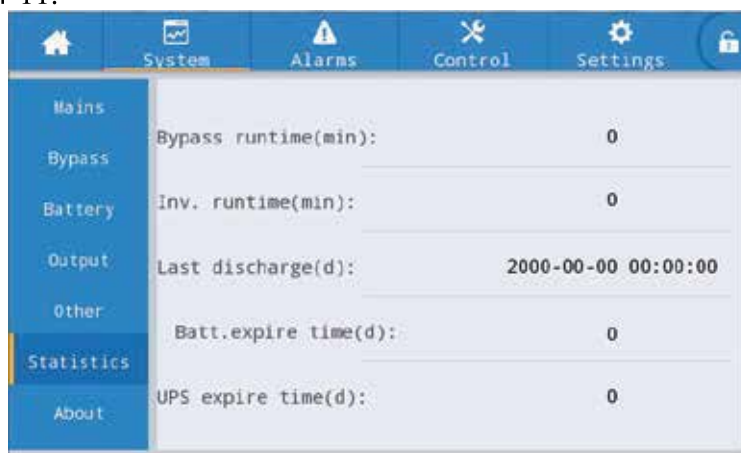 System Alarms Control Settings
Mains
Bypass
Battery
Output
Other
Statistics
About
Bypass runtime(min): 0
Inv. runtime(min): 0
Last discharge(d): 2000-00-00 00:00:00
Batt.expire time(d): 0
UPS expire time(d): 0